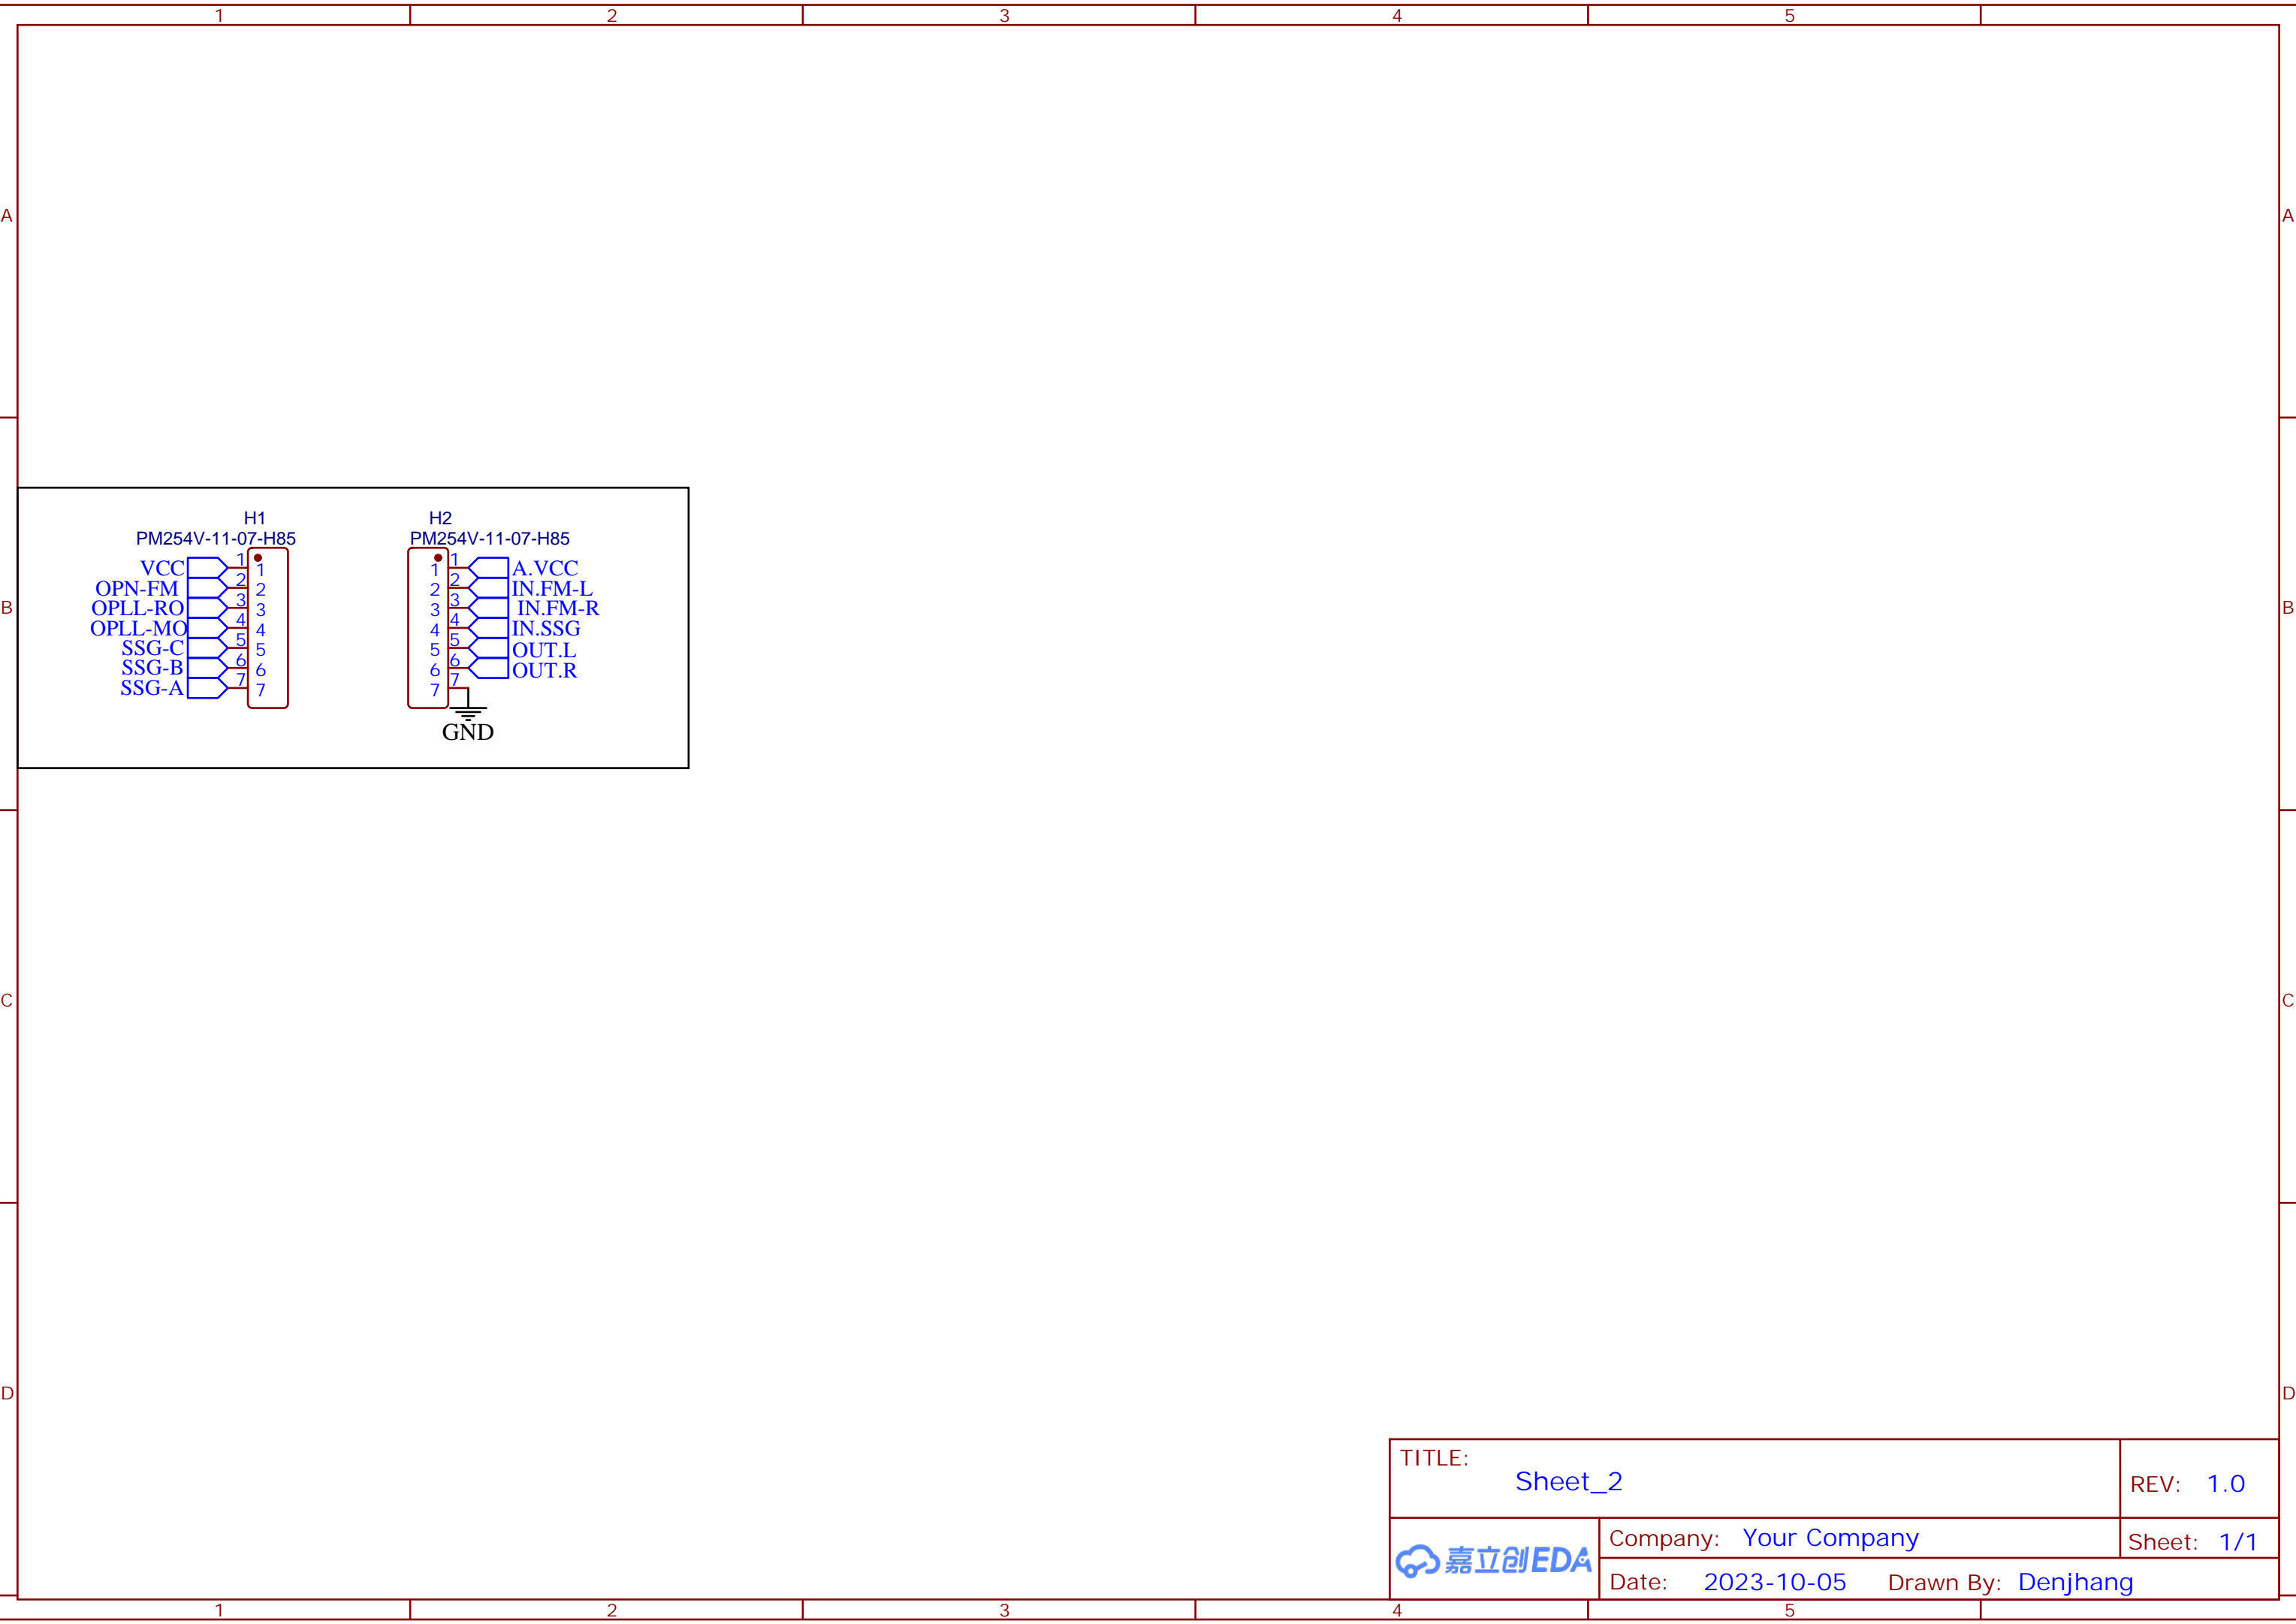 1 2 3 4 5
A A
H1 H2
PM254V-11-07-H85 PM254V-11-07-H85
VCC 1 1 1 1 A.VCC
OPN-FM 2 2 2 2 IN.FM-L
OPLL-RO 3 3 3 3 IN.FM-R
B B
OPLL-MO 4 4 4 4 IN.SSG
SSG-C 5 5 5 5 OUT.L
SSG-B 6 6 6 6 OUT.R
SSG-A 7 7 7 7
GND
C C
D D
TITLE:
Sheet_2
REV: 1.0
嘉立创EDA
Company: Your Company
Sheet: 1/1
Date: 2023-10-05 Drawn By: Denjhang
1 2 3 4 5